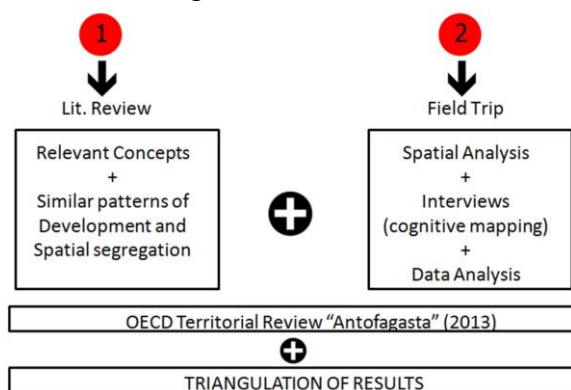 1
Lit. Review
Relevant Concepts
+
Similar patterns of
Development and
Spatial segregation
2
Field Trip
Spatial Analysis
+
Interviews
(cognitive mapping)
+
Data Analysis
+
OECD Territorial Review “Antofagasta” (2013)
+
TRIANGULATION OF RESULTS